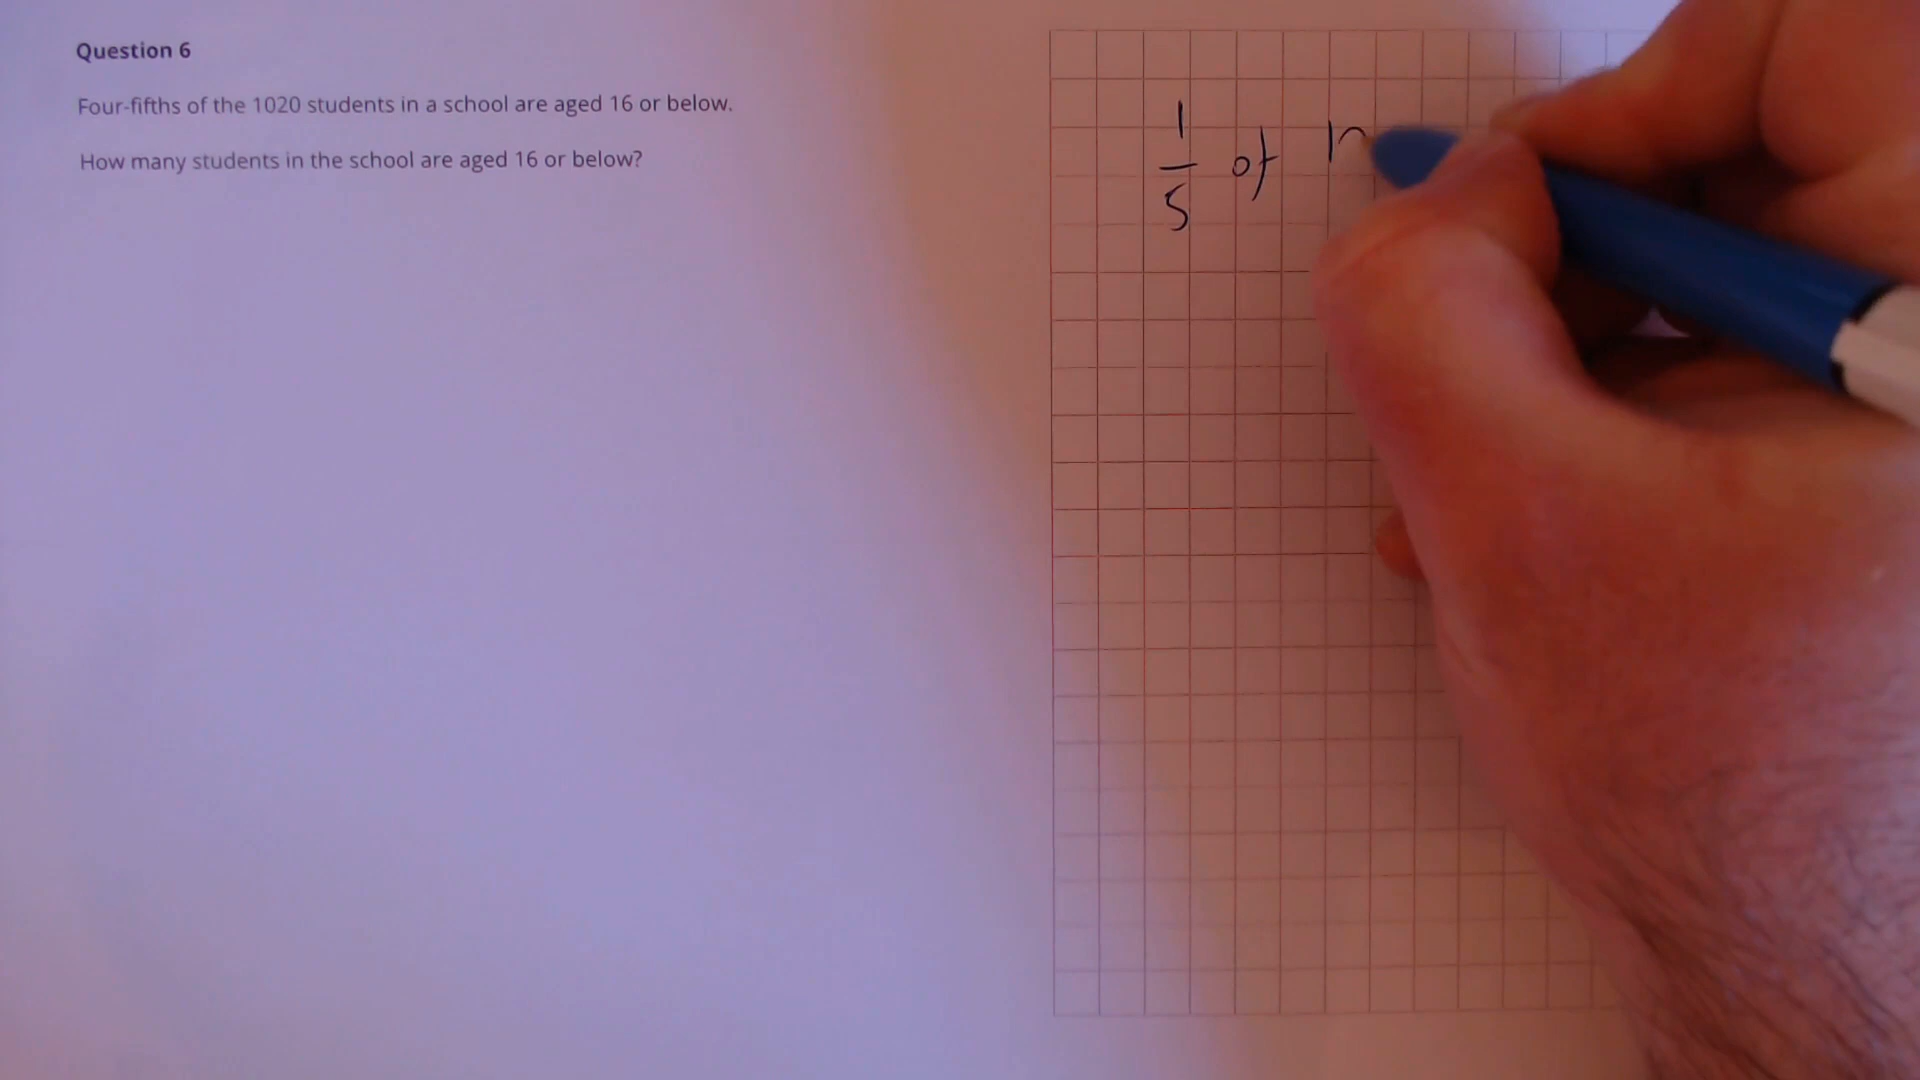 Question 6
Four-fifths of the 1020 students in a school are aged 16 or below.
How many students in the school are aged 16 or below?
1
5 of